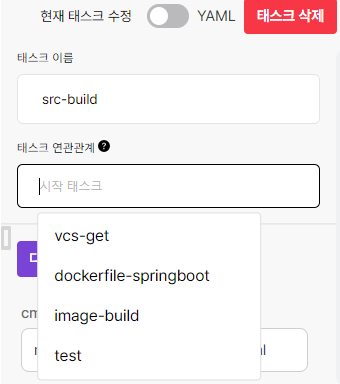 현재 태스크 수정 YAML 태스크 삭제
태스크 이름
src-build
태스크 연관관계 ?
시작 태스크
vcs-get
dockerfile-springboot
image-build
test